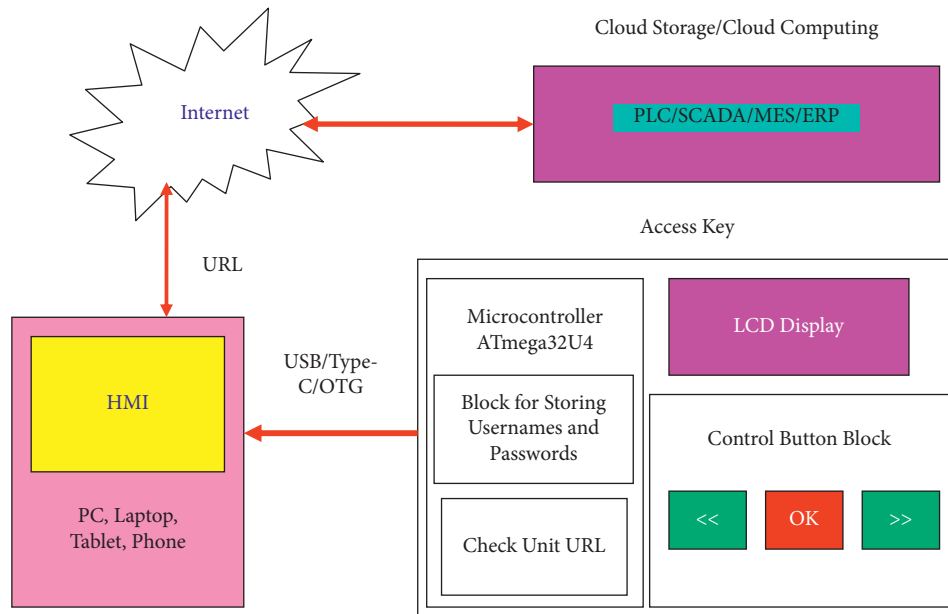 Cloud Storage/Cloud Computing
Internet
PLC/SCADA/MES/ERP
Access Key
URL
Microcontroller
ATmega32U4
LCD Display
USB/Type-
C/OTG
HMI
Block for Storing
Usernames and
Passwords
Control Button Block
PC, Laptop,
Tablet, Phone
<<
OK
>>
Check Unit URL